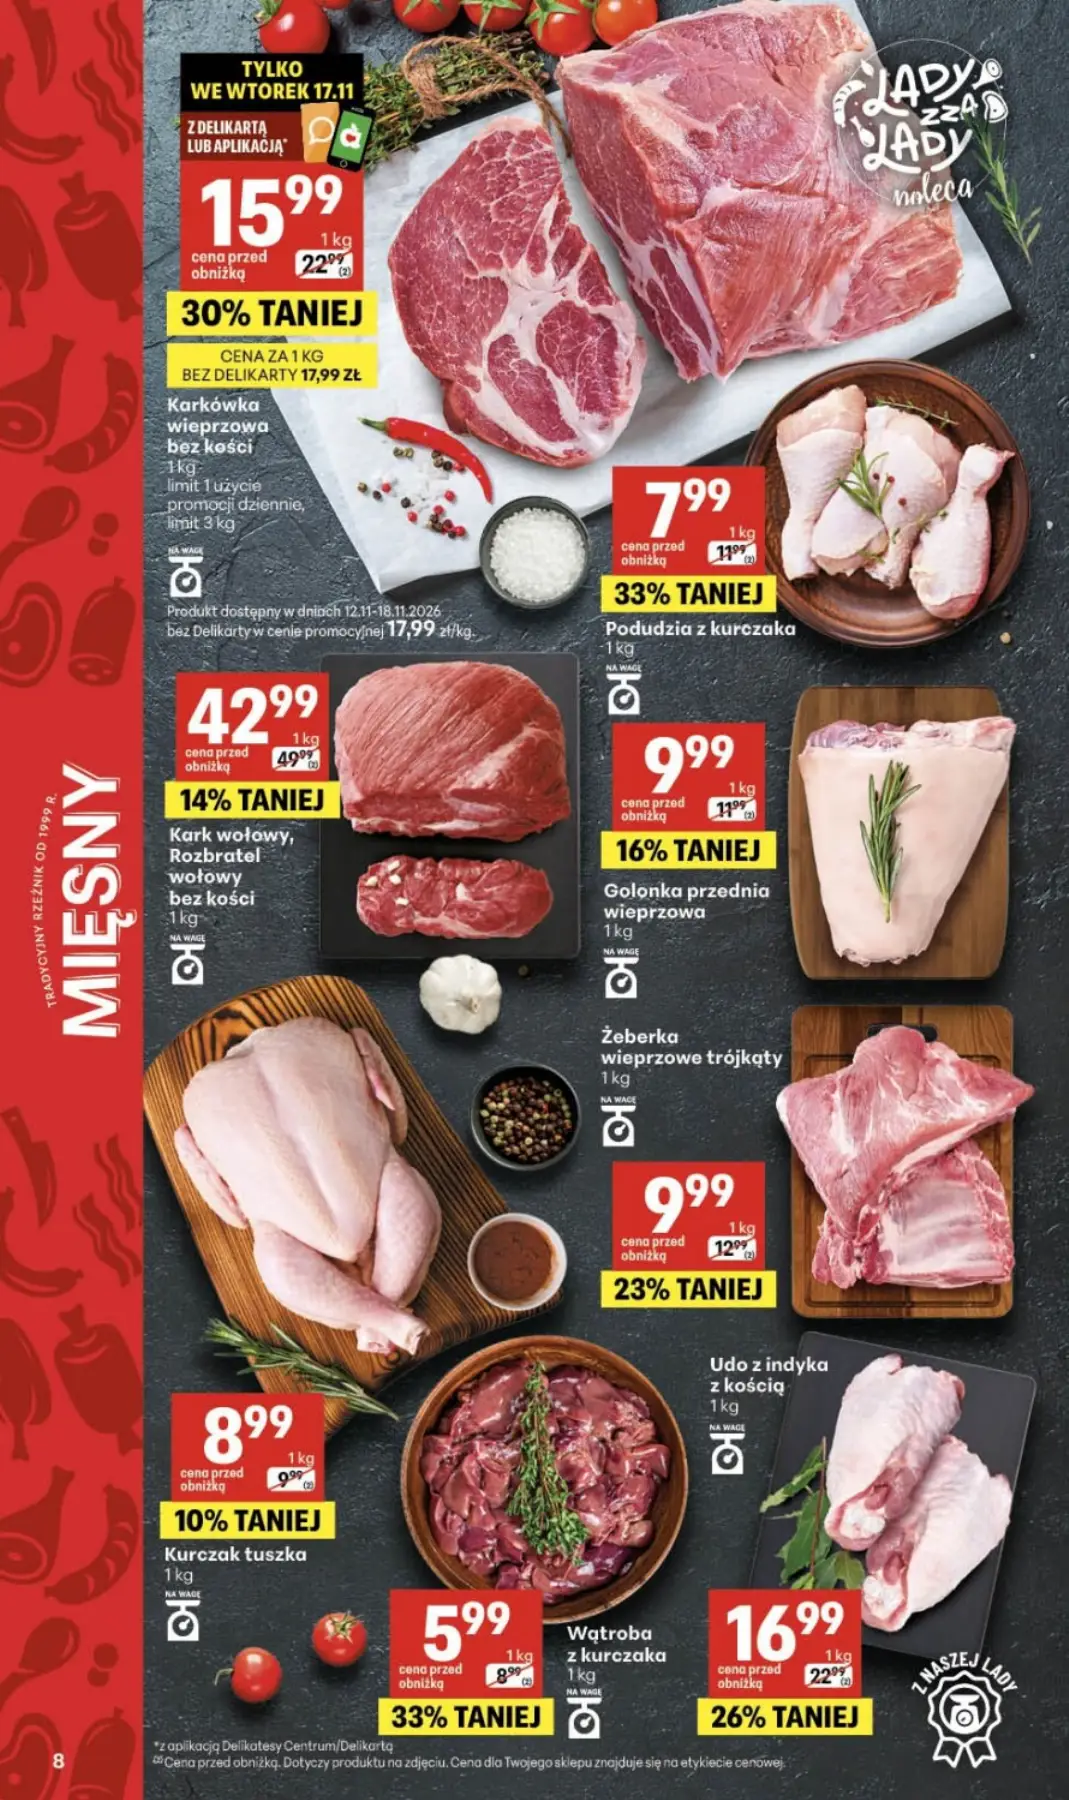 TYLKO
WE WTOREK 17.11
Z DELIKARTĄ
LUB APLIKACJĄ*
15 99
1 kg
cena przed
obniżką
22 99 (2)
30% TANIEJ
CENA ZA 1 KG
BEZ DELIKARTY 17,99 ZŁ
Karkówka
wieprzowa
bez kości
1 kg
limit 1 użycie
promocji dziennie,
limit 3 kg
NA WAGĘ
Produkt dostępny w dniach 12.11-18.11.2026
bez Delikarty w cenie promocyjnej 17,99 zł/kg.
ŁADY
ZZA
ŁADY
poleca
7 99
1 kg
cena przed
obniżką
11 99 (2)
33% TANIEJ
Podudzia z kurczaka
1 kg
NA WAGĘ
42 99
1 kg
cena przed
obniżką
49 99 (2)
14% TANIEJ
Kark wołowy,
Rozbratel
wołowy
bez kości
1 kg
NA WAGĘ
9 99
1 kg
cena przed
obniżką
11 99 (2)
16% TANIEJ
Golonka przednia
wieprzowa
1 kg
NA WAGĘ
Żeberka
wieprzowe trójkąty
1 kg
NA WAGĘ
9 99
1 kg
cena przed
obniżką
12 99 (2)
23% TANIEJ
Udo z indyka
z kością
1 kg
NA WAGĘ
8 99
1 kg
cena przed
obniżką
9 99 (2)
10% TANIEJ
Kurczak tuszka
1 kg
NA WAGĘ
5 99
1 kg
cena przed
obniżką
8 99 (2)
33% TANIEJ
Wątroba
z kurczaka
1 kg
NA WAGĘ
16 99
1 kg
cena przed
obniżką
22 99 (2)
26% TANIEJ
Z NASZEJ LADY
TRADYCYJNY RZEŹNIK OD 1999 R.
MIĘSNY
*z aplikacją Delikatesy Centrum/Delikartą
(2) Cena przed obniżką. Dotyczy produktu na zdjęciu. Cena dla Twojego sklepu znajduje się na etykiecie cenowej.
8